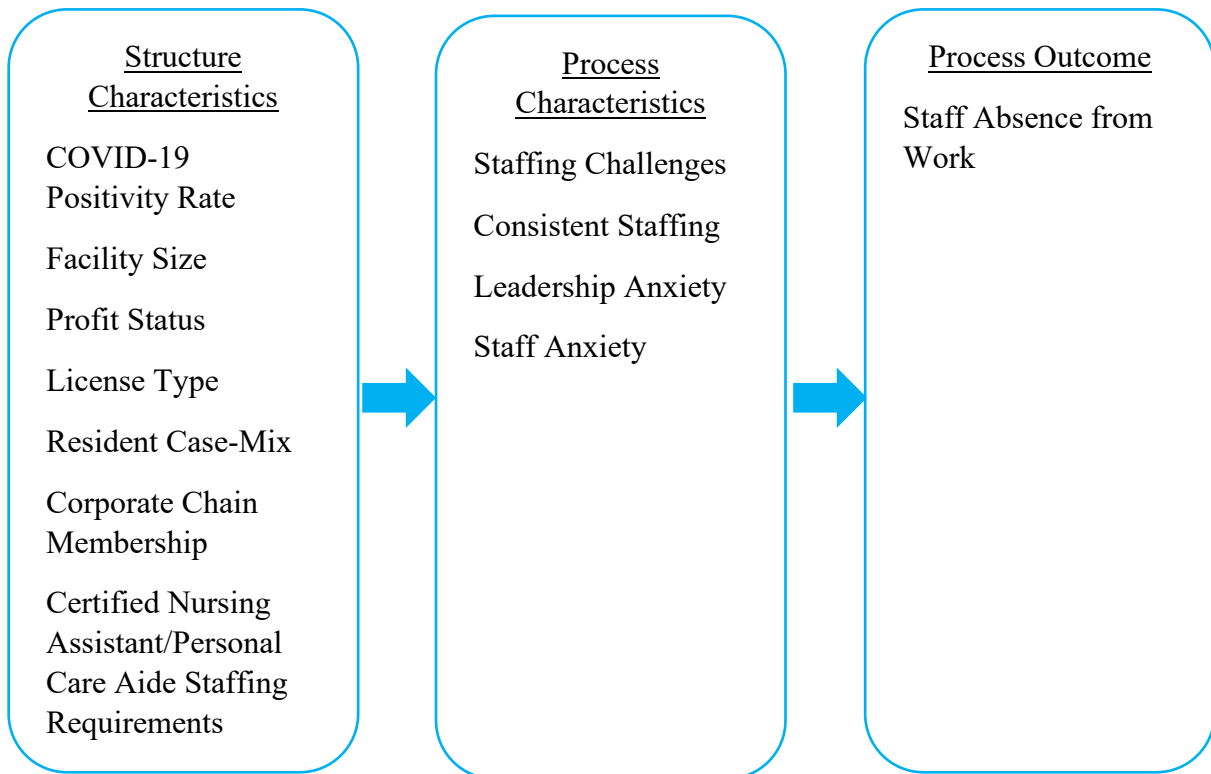 Structure
Characteristics
COVID-19
Positivity Rate
Facility Size
Profit Status
License Type
Resident Case-Mix
Corporate Chain
Membership
Certified Nursing
Assistant/Personal
Care Aide Staffing
Requirements
Process
Characteristics
Staffing Challenges
Consistent Staffing
Leadership Anxiety
Staff Anxiety
Process Outcome
Staff Absence from
Work